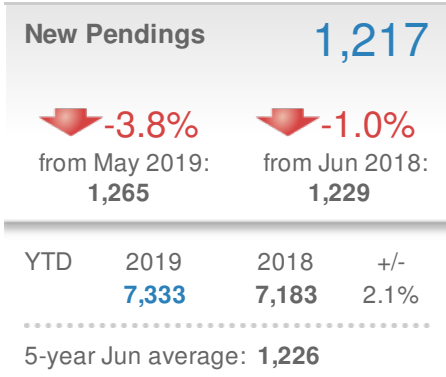 New Pendings 1,217
-3.8% -1.0%
from May 2019: from Jun 2018:
1,265 1,229
YTD 2019 2018 +/-
7,333 7,183 2.1%
5-year Jun average: 1,226